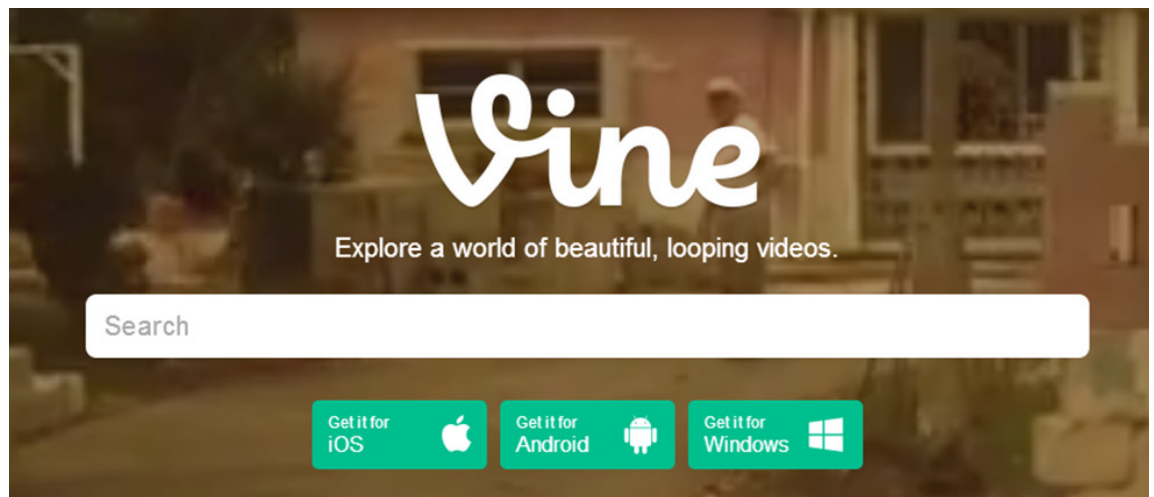 Vine
Explore a world of beautiful, looping videos.
Search
Get it for
iOS
Get it for
Android
Get it for
Windows